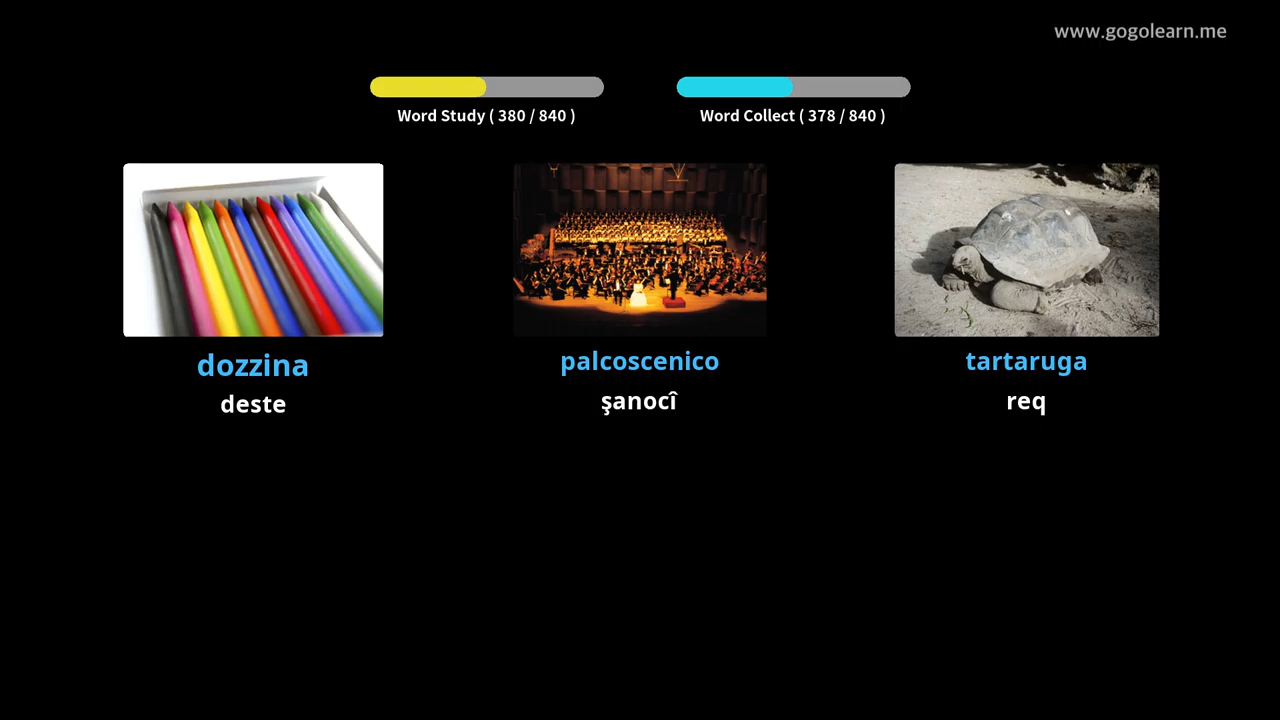 www.gogolearn.me
Word Study ( 380 / 840 )
Word Collect ( 378 / 840 )
dozzina
deste
palcoscenico
şanocî
tartaruga
req